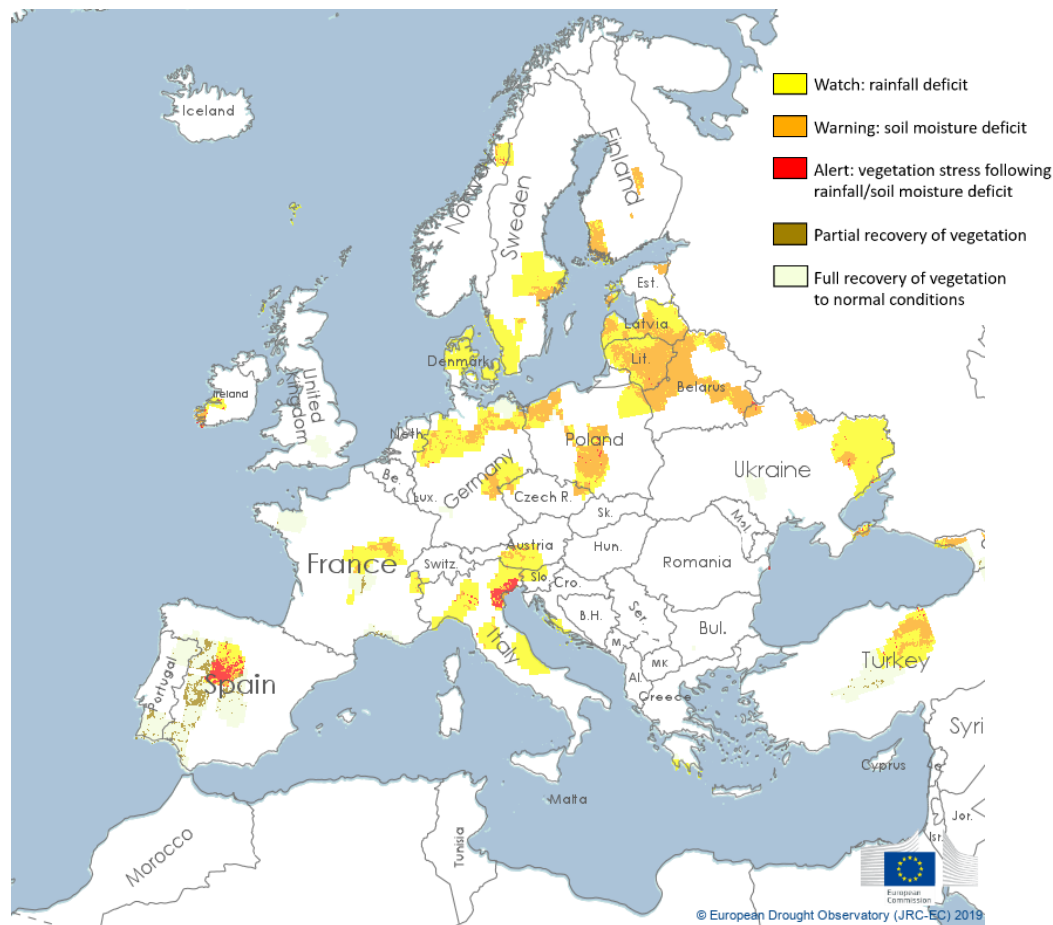 Iceland
Norway
Sweden
Finland
Est.
Latvia
Lit.
Belarus
Denmark
Ireland
United
Kingdom
Neth.
Be.
Lux.
Germany
Poland
Czech R.
Sk.
Ukraine
Mol.
France
Switz.
Austria
Hun.
Slo.
Cro.
Romania
B.H.
Ser.
Bul.
M.
MK
Al.
Italy
Greece
Portugal
Spain
Turkey
Cyprus
Syri
Jor.
Isr.
Malta
Morocco
Tunisia
Watch: rainfall deficit
Warning: soil moisture deficit
Alert: vegetation stress following
rainfall/soil moisture deficit
Partial recovery of vegetation
Full recovery of vegetation
to normal conditions
European
Commission
© European Drought Observatory (JRC-EC) 2019